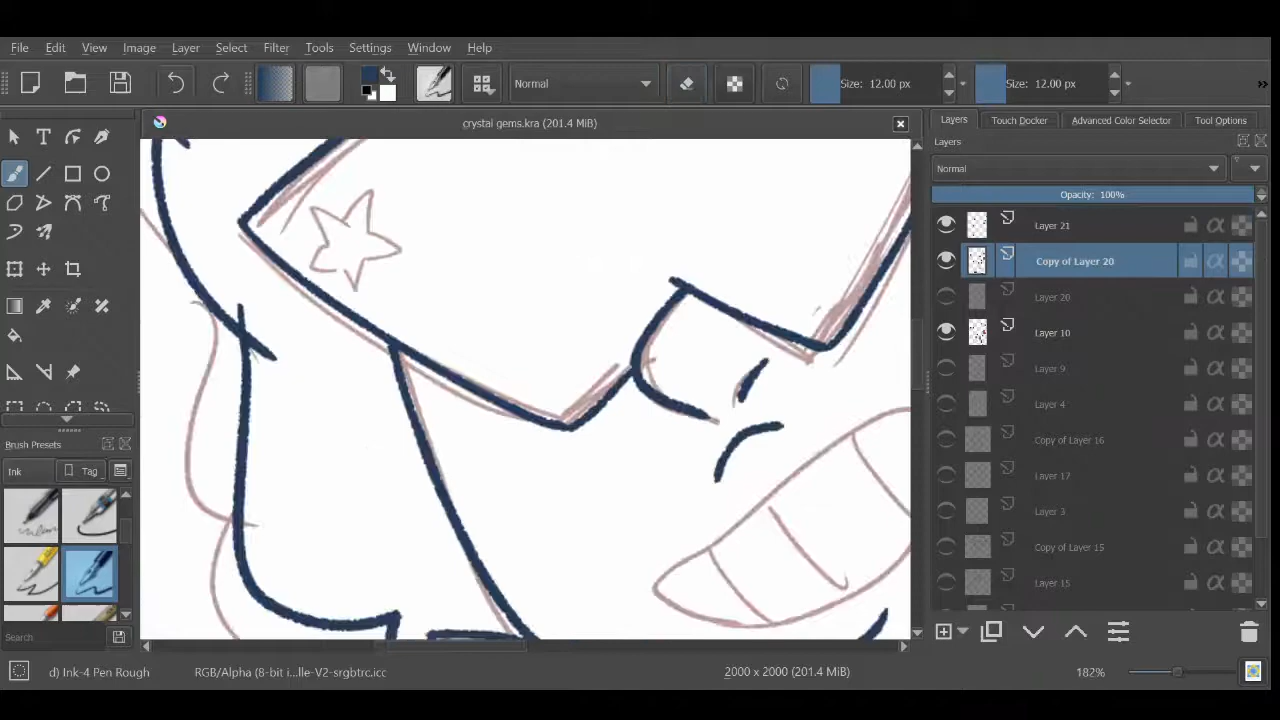 File Edit View Image Layer Select Filter Tools Settings Window Help
Normal
Size: 12.00 px
Size: 12.00 px
»
crystal gems.kra (201.4 MiB)
Layers Touch Docker Advanced Color Selector Tool Options
Layers
Normal
Opacity: 100%
Layer 21
Copy of Layer 20
Layer 20
Layer 10
Layer 9
Layer 4
Copy of Layer 16
Layer 17
Layer 3
Copy of Layer 15
Layer 15
Brush Presets
Ink Tag
Search
d) Ink-4 Pen Rough
RGB/Alpha (8-bit i...lle-V2-srgbtrc.icc
2000 x 2000 (201.4 MiB)
182%